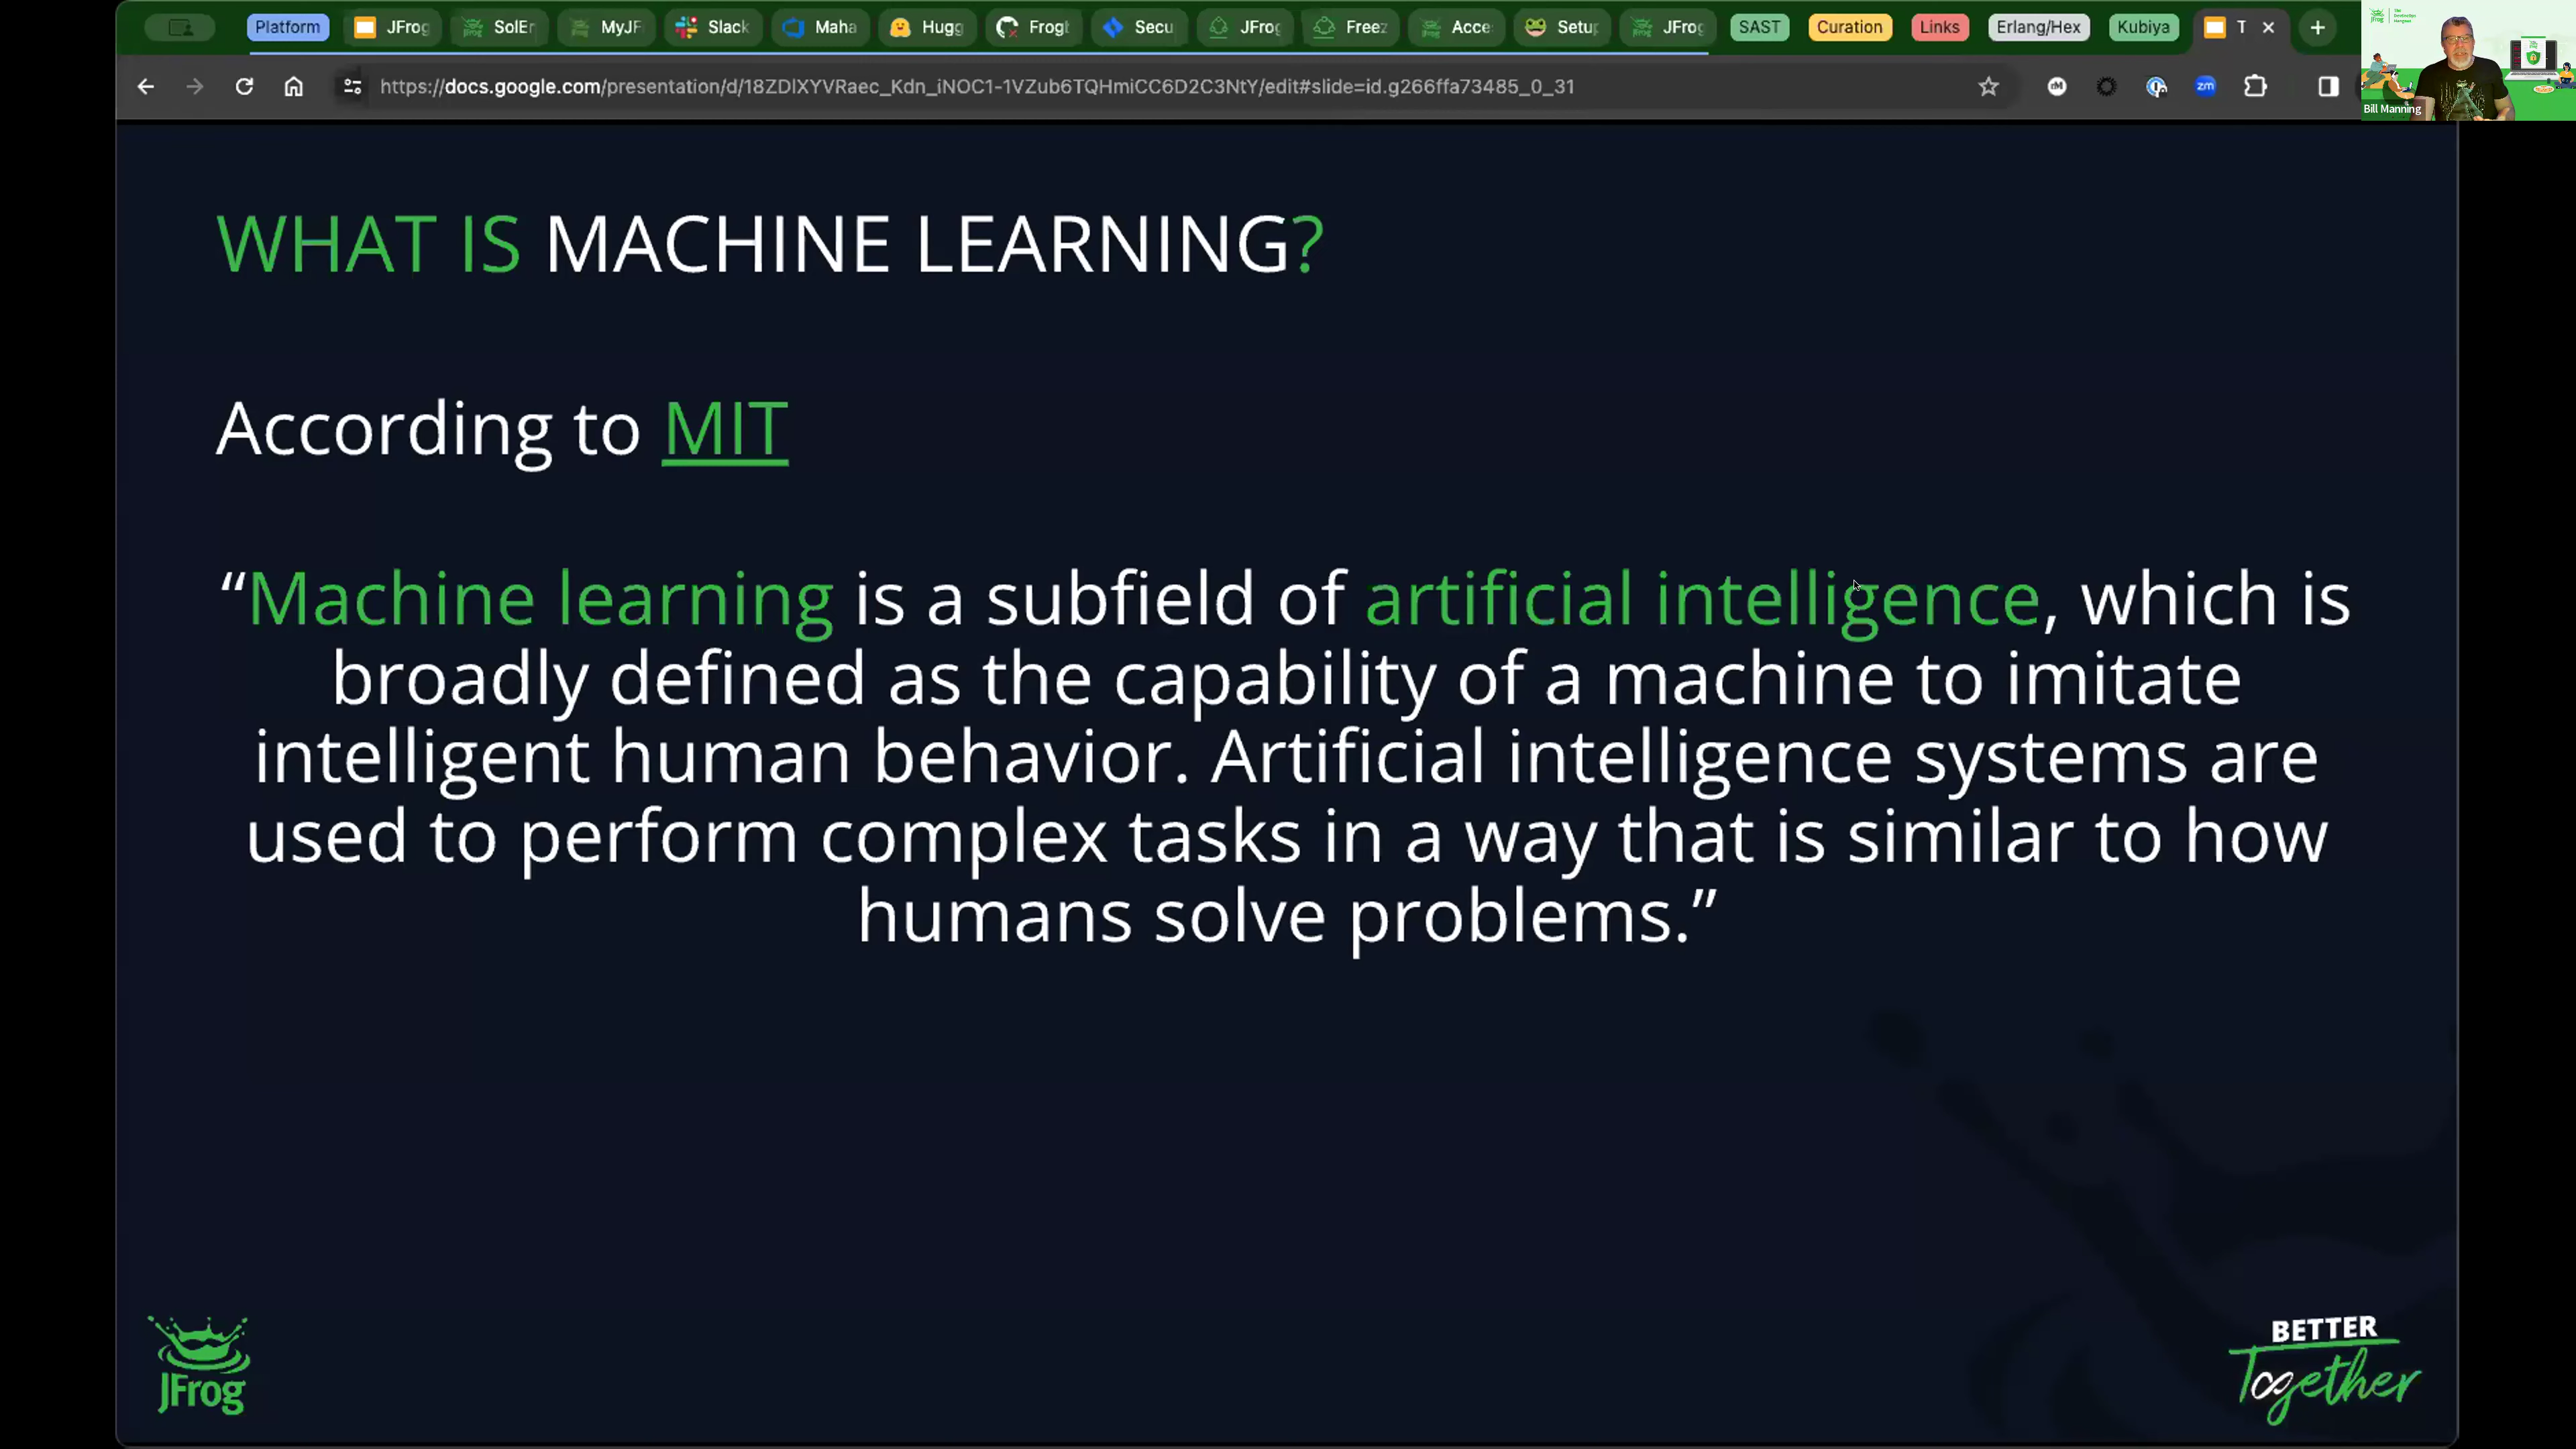 Platform JFrog SolEr MyJF Slack Maha Hugg Frogb Secu JFrog Freez Acce Setup JFrog SAST Curation Links Erlang/Hex Kubiya T
https://docs.google.com/presentation/d/18ZDlXYVRaec_Kdn_iNOC1-1VZub6TQHmiCC6D2C3NtY/edit#slide=id.g266ffa73485_0_31
zm
Bill Manning
WHAT IS MACHINE LEARNING?
According to MIT
“Machine learning is a subfield of artificial intelligence, which is
broadly defined as the capability of a machine to imitate
intelligent human behavior. Artificial intelligence systems are
used to perform complex tasks in a way that is similar to how
humans solve problems.”
JFrog
BETTER
Together